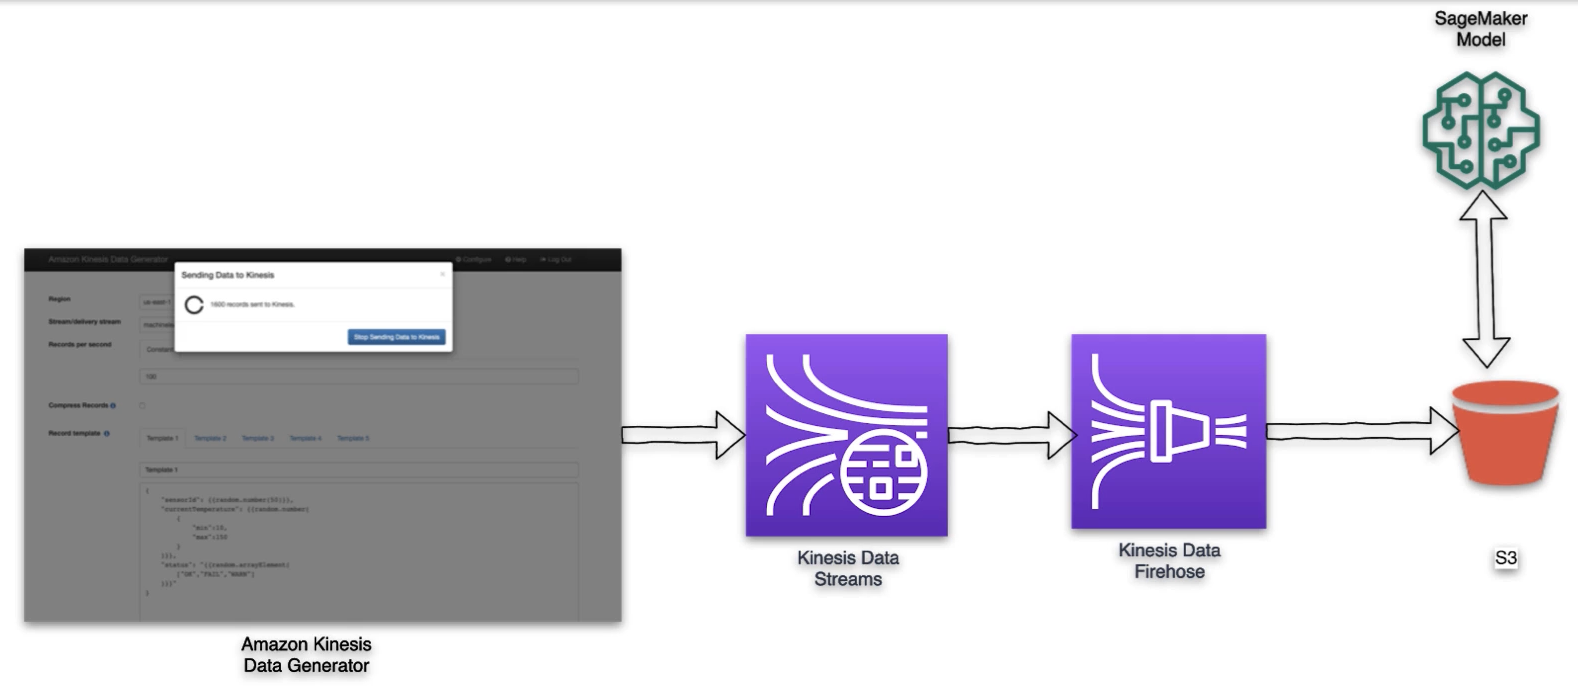 SageMaker
Model
Amazon Kinesis Data Generator
Configure
Help
Log Out
Sending Data to Kinesis
×
Region
us-east-1
1600 records sent to Kinesis.
Stream/delivery stream
Stop Sending Data to Kinesis
Records per second
Constant
100
Compress Records
Record template
Template 1
Template 2
Template 3
Template 4
Template 5
Template 1
{
"sensorId": {{random.number(50)}},
"currentTemperature": {{random.number(
{
"min":10,
"max":150
}
)}},
"status": "{{random.arrayElement(
["OK","FAIL","WARN"]
)}}"
}
Amazon Kinesis
Data Generator
Kinesis Data
Streams
Kinesis Data
Firehose
S3